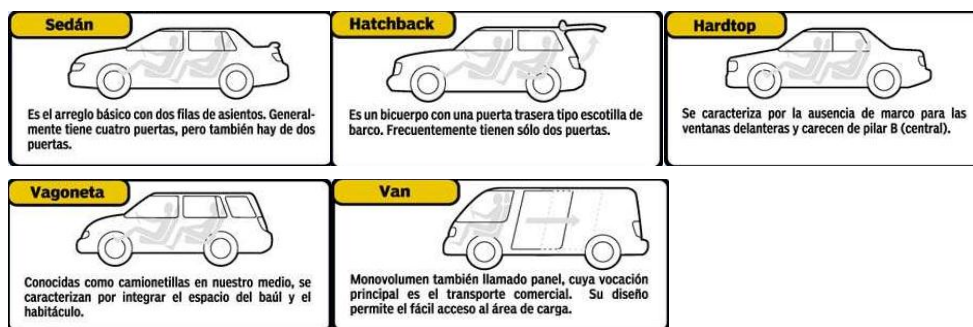 Sedán
Es el arreglo básico con dos filas de asientos. General-
mente tiene cuatro puertas, pero también hay de dos
puertas.
Hatchback
Es un bicuerpo con una puerta trasera tipo escotilla de
barco. Frecuentemente tienen sólo dos puertas.
Hardtop
Se caracteriza por la ausencia de marco para las
ventanas delanteras y carecen de pilar B (central).
Vagoneta
Conocidas como camionetillas en nuestro medio, se
caracterizan por integrar el espacio del baúl y el
habitáculo.
Van
Monovolumen también llamado panel, cuya vocación
principal es el transporte comercial. Su diseño
permite el fácil acceso al área de carga.